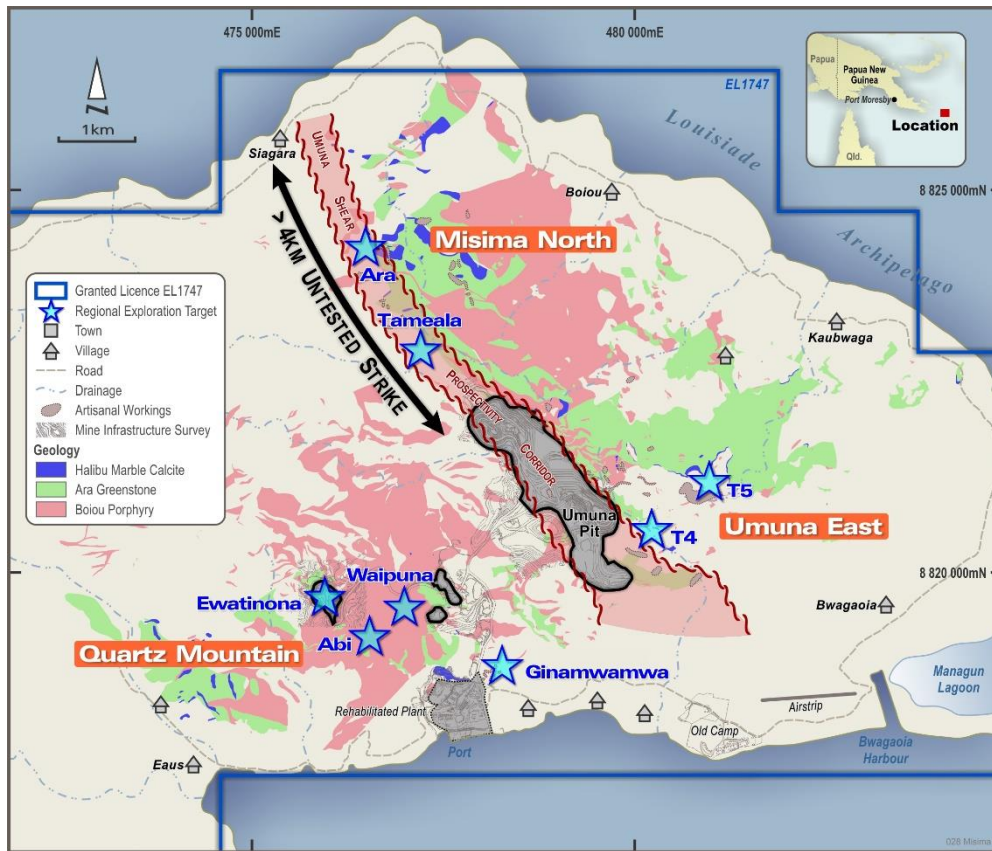 475 000mE
480 000mE
EL1747
Papua
Papua New
Guinea
Port Moresby
Location
Qld.
N
1km
Siagara
UMUNA
SHEAR
Louisiade
Boiou
8 825 000mN
Misima North
Archipelago
Ara
> 4KM UNTESTED STRIKE
Tameala
Kaubwaga
Granted Licence EL1747
Regional Exploration Target
Town
Village
Road
Drainage
Artisanal Workings
Mine Infrastructure Survey
Geology
Halibu Marble Calcite
Ara Greenstone
Boiou Porphyry
PROSPECTIVITY
CORRIDOR
T5
Umuna
Pit
T4
Umuna East
8 820 000mN
Waipuna
Ewatinona
Abi
Bwagaoia
Quartz Mountain
Ginamwamwa
Managun
Lagoon
Rehabilitated Plant
Airstrip
Old Camp
Port
Bwagaoia
Harbour
Eaus
028 Misima